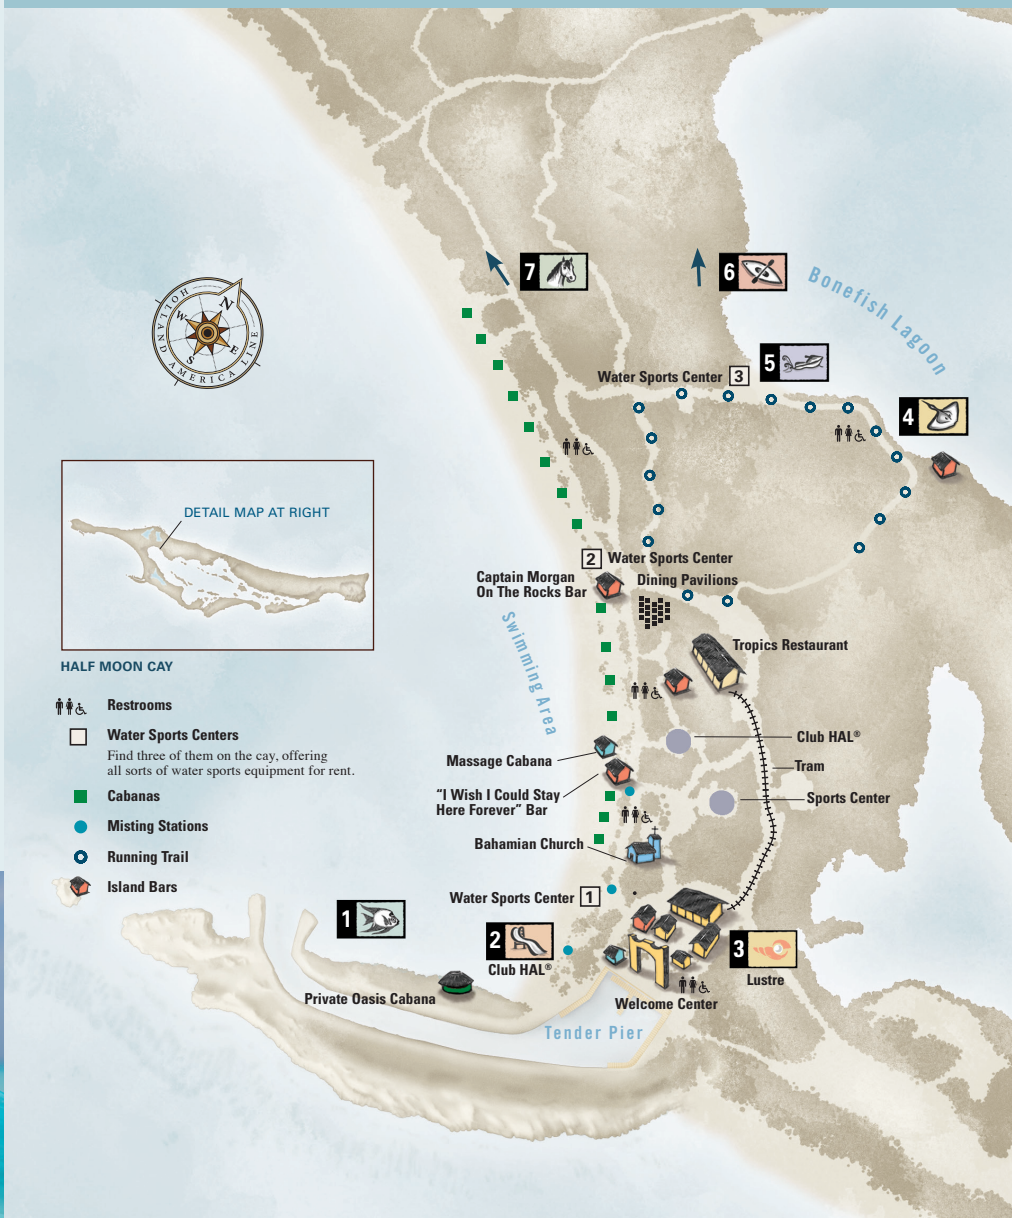 7
6
Bonefish Lagoon
HOLLAND AMERICA LINE
N
W
E
S
5
Water Sports Center 3
4
DETAIL MAP AT RIGHT
2 Water Sports Center
Captain Morgan
On The Rocks Bar
Dining Pavilions
Swimming Area
Tropics Restaurant
HALF MOON CAY
Restrooms
Water Sports Centers
Find three of them on the cay, offering
all sorts of water sports equipment for rent.
Cabanas
Misting Stations
Running Trail
Island Bars
Club HAL®
Massage Cabana
Tram
"I Wish I Could Stay
Here Forever" Bar
Sports Center
Bahamian Church
Water Sports Center 1
1
2
Club HAL®
3
Lustre
Private Oasis Cabana
Welcome Center
Tender Pier